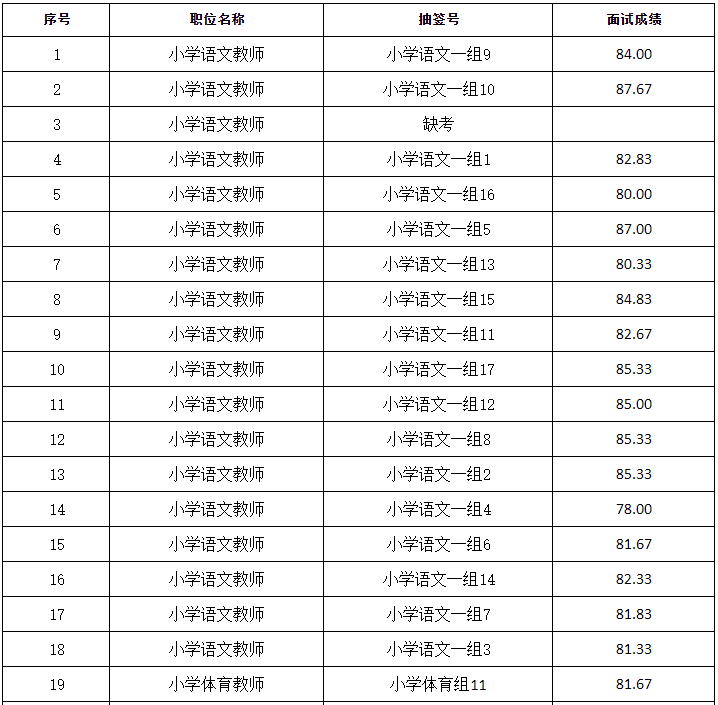 序号 职位名称 抽签号 面试成绩
1 小学语文教师 小学语文一组9 84.00
2 小学语文教师 小学语文一组10 87.67
3 小学语文教师 缺考
4 小学语文教师 小学语文一组1 82.83
5 小学语文教师 小学语文一组16 80.00
6 小学语文教师 小学语文一组5 87.00
7 小学语文教师 小学语文一组13 80.33
8 小学语文教师 小学语文一组15 84.83
9 小学语文教师 小学语文一组11 82.67
10 小学语文教师 小学语文一组17 85.33
11 小学语文教师 小学语文一组12 85.00
12 小学语文教师 小学语文一组8 85.33
13 小学语文教师 小学语文一组2 85.33
14 小学语文教师 小学语文一组4 78.00
15 小学语文教师 小学语文一组6 81.67
16 小学语文教师 小学语文一组14 82.33
17 小学语文教师 小学语文一组7 81.83
18 小学语文教师 小学语文一组3 81.33
19 小学体育教师 小学体育组11 81.67